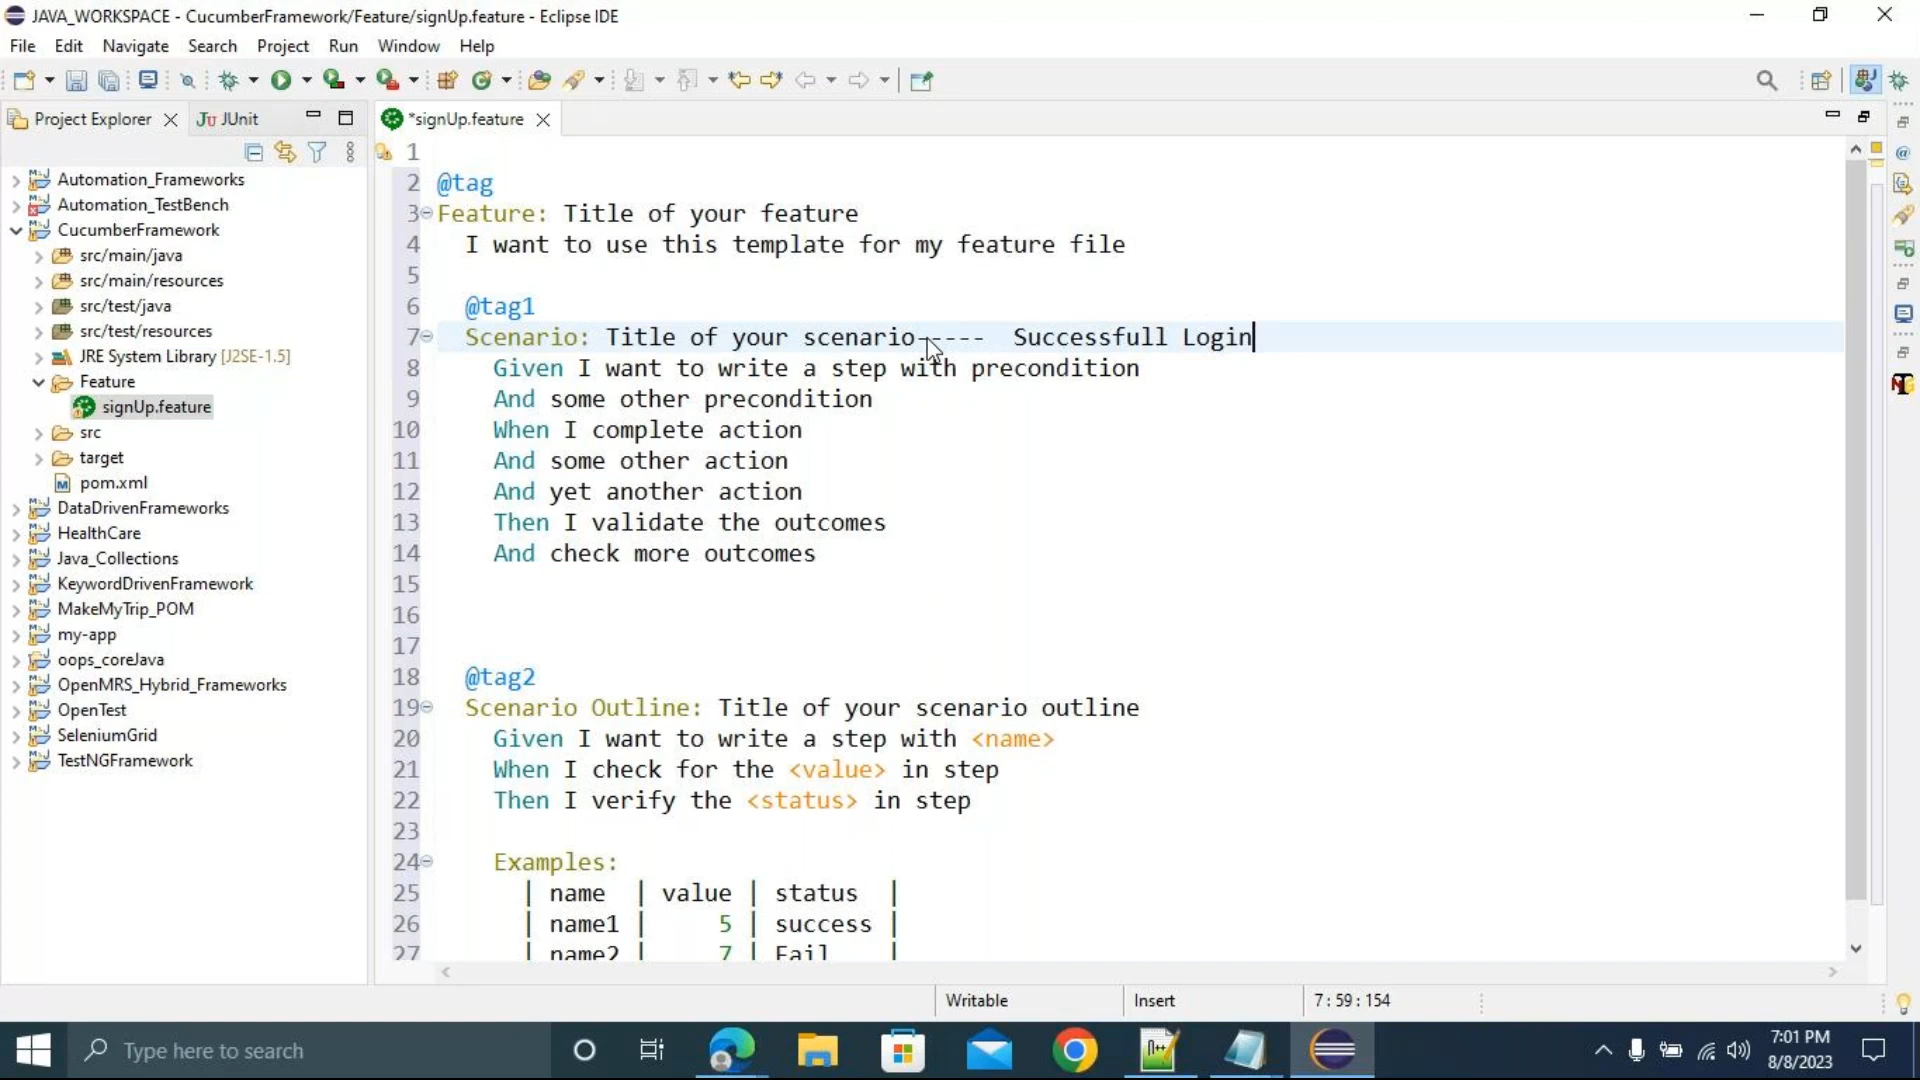 JAVA_WORKSPACE - CucumberFramework/Feature/signUp.feature - Eclipse IDE
File Edit Navigate Search Project Run Window Help
Project Explorer
JUnit
*signUp.feature
Automation_Frameworks
Automation_TestBench
CucumberFramework
src/main/java
src/main/resources
src/test/java
src/test/resources
JRE System Library [J2SE-1.5]
Feature
signUp.feature
src
target
pom.xml
DataDrivenFrameworks
HealthCare
Java_Collections
KeywordDrivenFramework
MakeMyTrip_POM
my-app
oops_coreJava
OpenMRS_Hybrid_Frameworks
OpenTest
SeleniumGrid
TestNGFramework
1
2 @tag
3 Feature: Title of your feature
4 I want to use this template for my feature file
5
6 @tag1
7 Scenario: Title of your scenario----- Successfull Login
8 Given I want to write a step with precondition
9 And some other precondition
10 When I complete action
11 And some other action
12 And yet another action
13 Then I validate the outcomes
14 And check more outcomes
15
16
17
18 @tag2
19 Scenario Outline: Title of your scenario outline
20 Given I want to write a step with <name>
21 When I check for the <value> in step
22 Then I verify the <status> in step
23
24 Examples:
25 | name | value | status |
26 | name1 | 5 | success |
27 | name2 | 7 | Fail |
Writable Insert 7 : 59 : 154
Type here to search
7:01 PM
8/8/2023